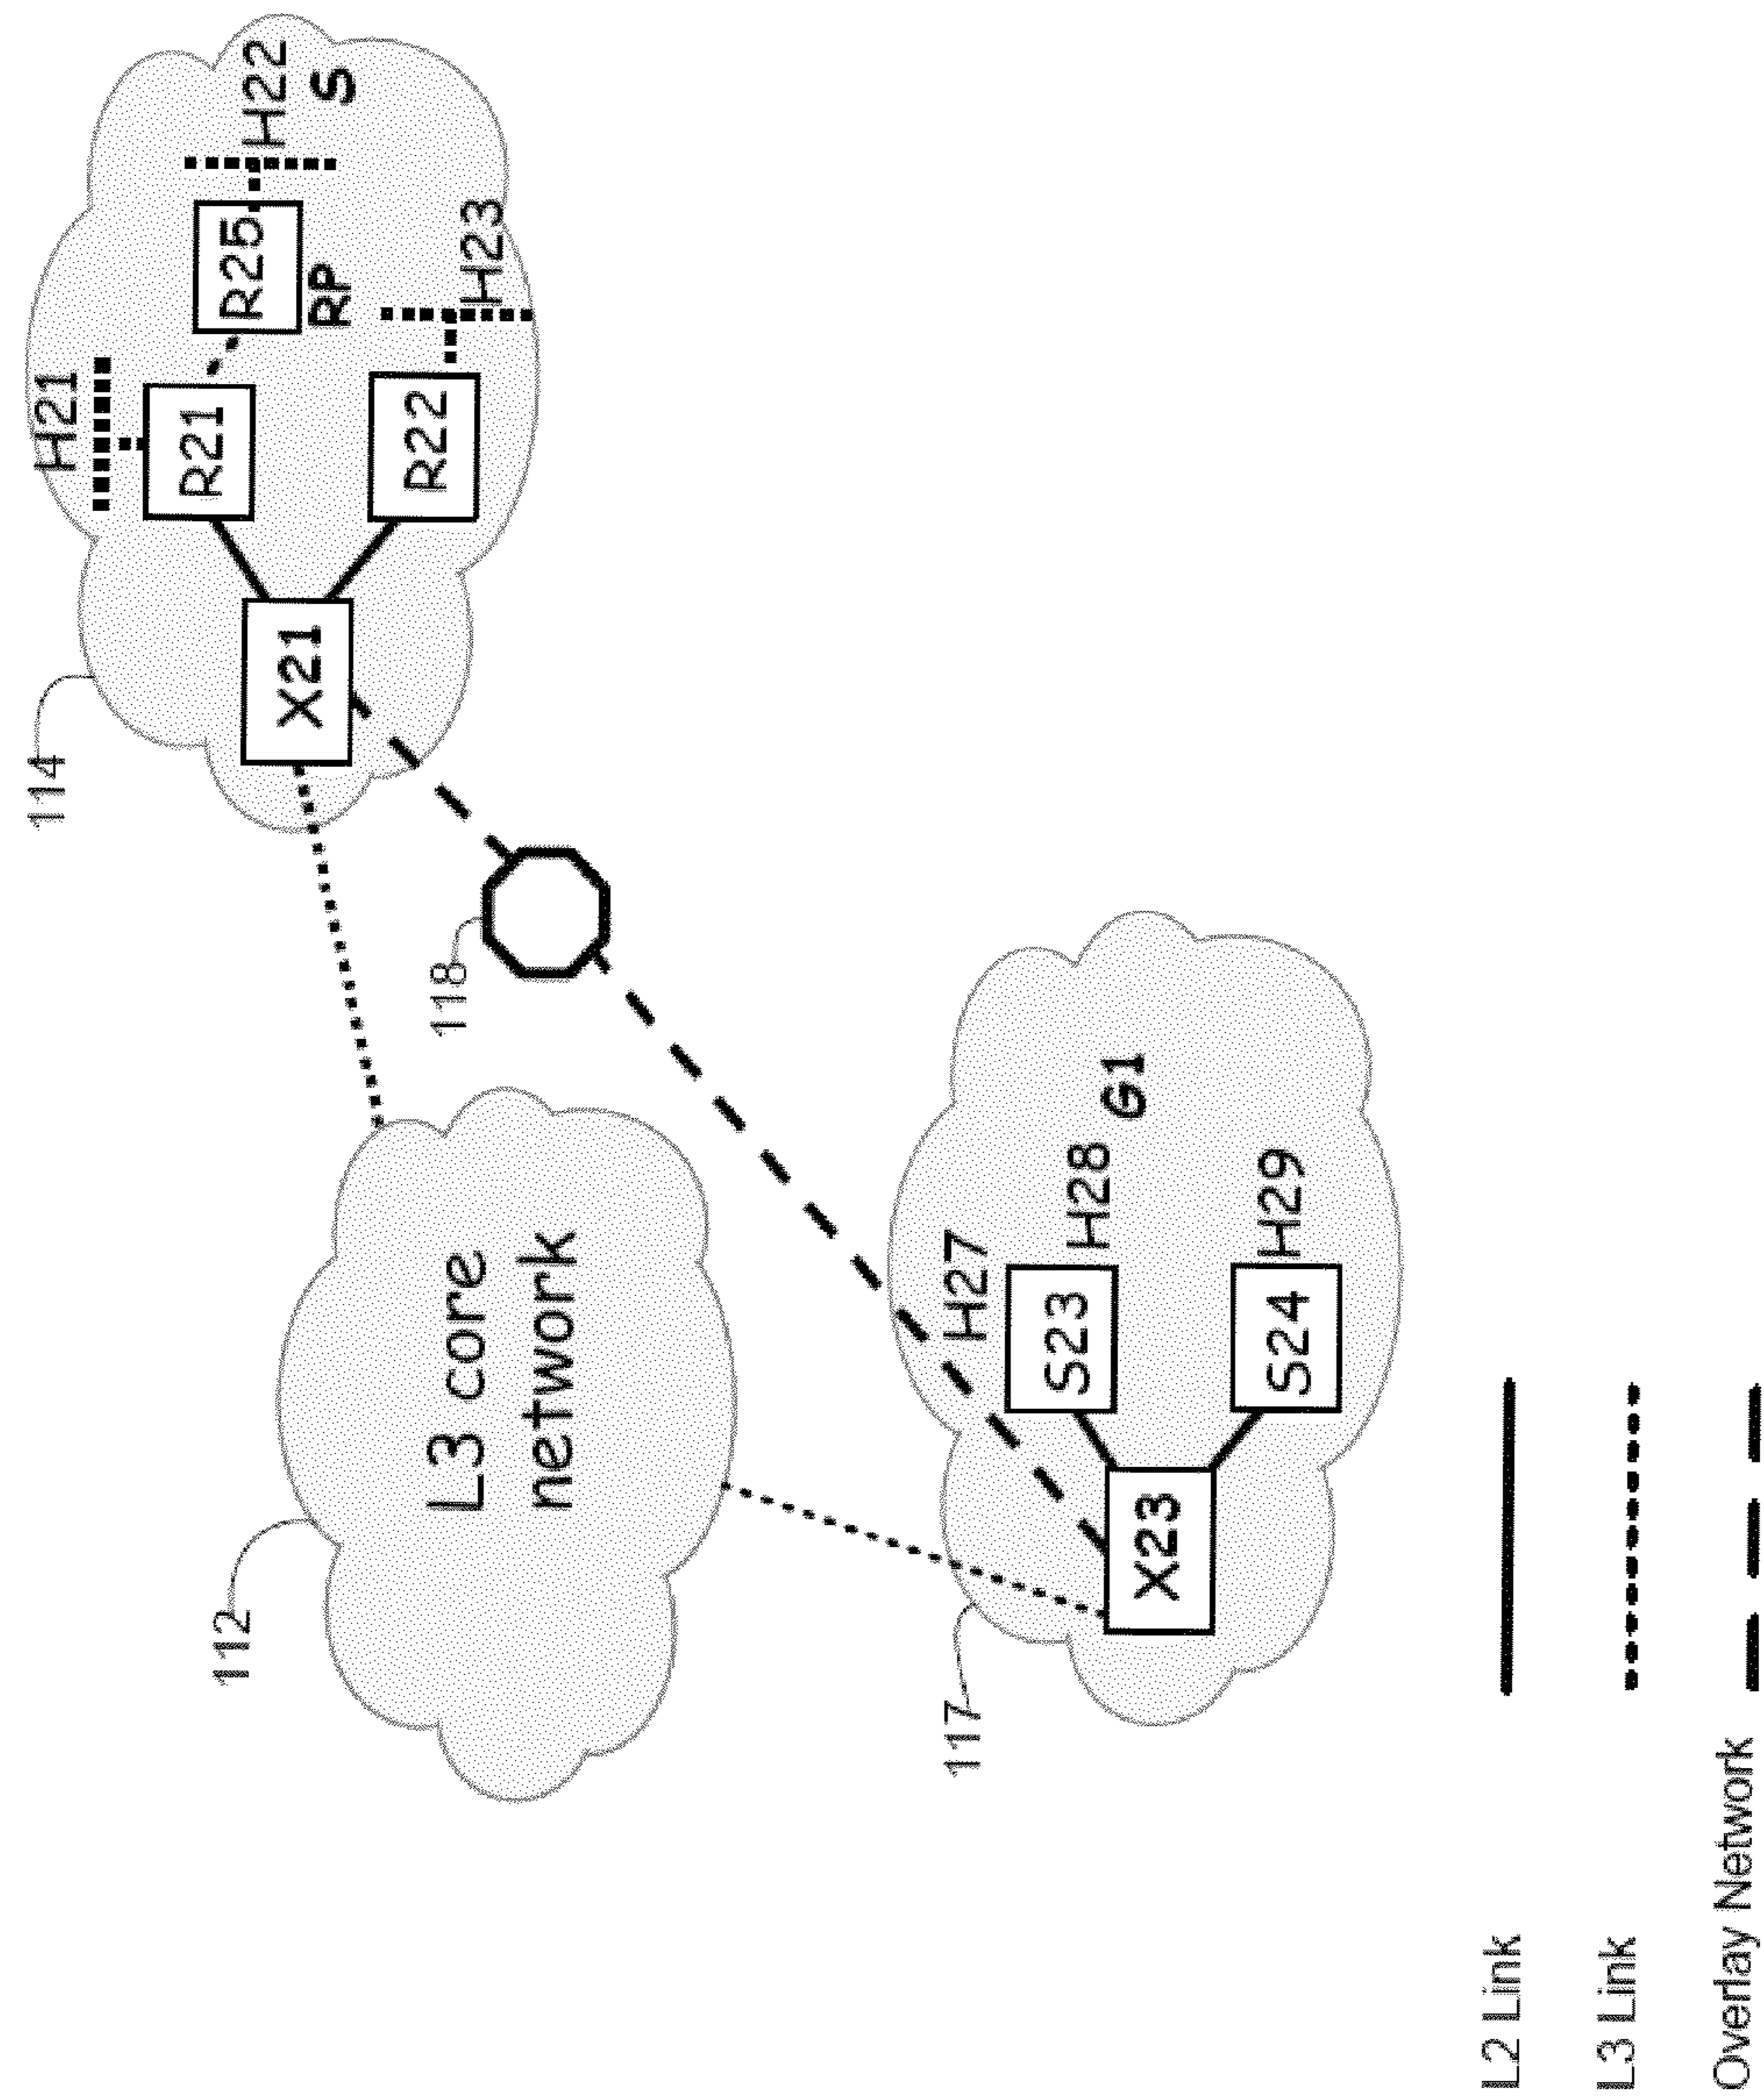 112
L3 core
network
114
X21
R21
H21
R25
RP
H22
S
R22
H23
118
117
X23
S23
H27
H28
G1
S24
H29
L2 Link
L3 Link
Overlay Network